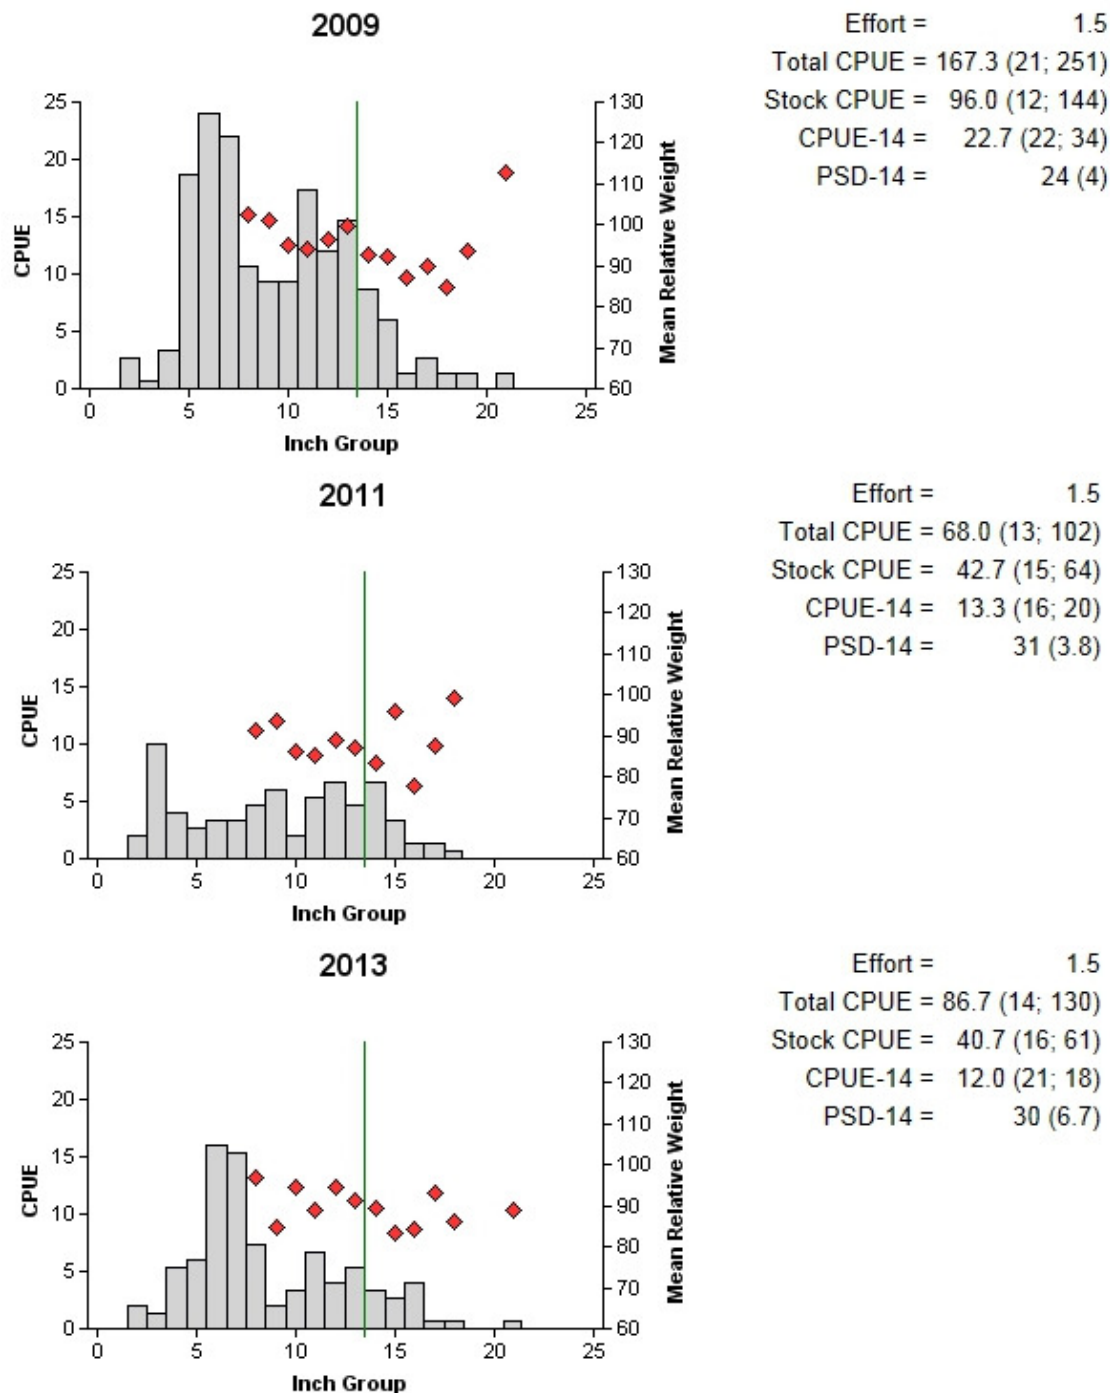 2009
Effort = 1.5
Total CPUE = 167.3 (21; 251)
Stock CPUE = 96.0 (12; 144)
CPUE-14 = 22.7 (22; 34)
PSD-14 = 24 (4)
25 130
120
20
110
15 100
10 90
80
5
70
0 60
0 5 10 15 20 25
CPUE
Mean Relative Weight
Inch Group
2011
Effort = 1.5
Total CPUE = 68.0 (13; 102)
Stock CPUE = 42.7 (15; 64)
CPUE-14 = 13.3 (16; 20)
PSD-14 = 31 (3.8)
25 130
120
20
110
15 100
10 90
80
5
70
0 60
0 5 10 15 20 25
CPUE
Mean Relative Weight
Inch Group
2013
Effort = 1.5
Total CPUE = 86.7 (14; 130)
Stock CPUE = 40.7 (16; 61)
CPUE-14 = 12.0 (21; 18)
PSD-14 = 30 (6.7)
25 130
120
20
110
15 100
10 90
80
5
70
0 60
0 5 10 15 20 25
CPUE
Mean Relative Weight
Inch Group